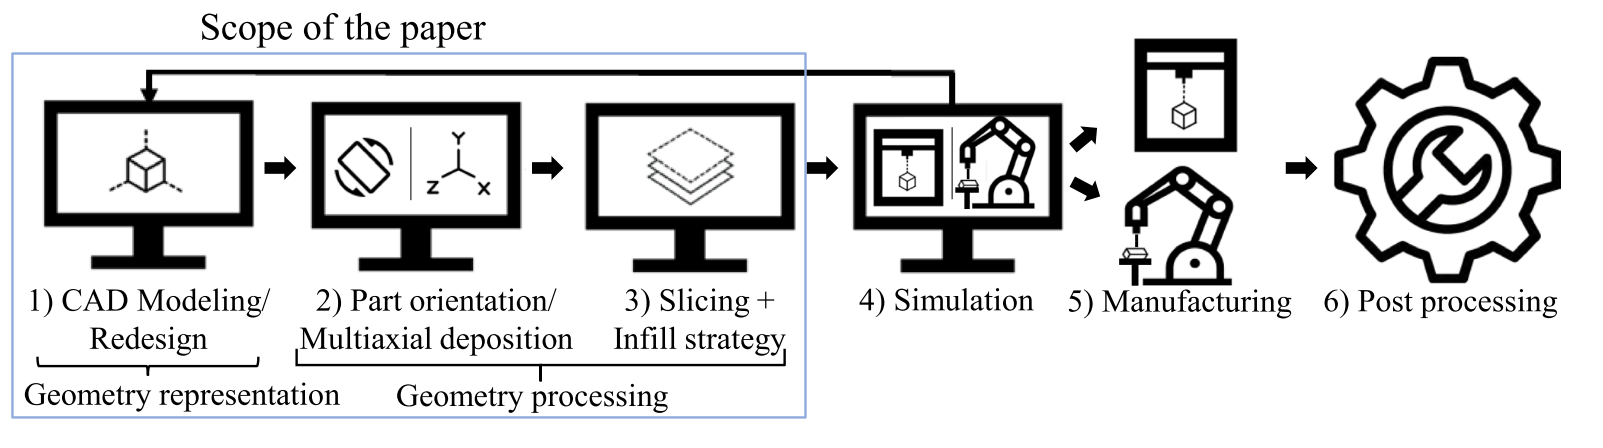 Scope of the paper
Y
Z
X
1) CAD Modeling/
Redesign
2) Part orientation/
Multiaxial deposition
3) Slicing +
Infill strategy
4) Simulation
5) Manufacturing
6) Post processing
Geometry representation
Geometry processing